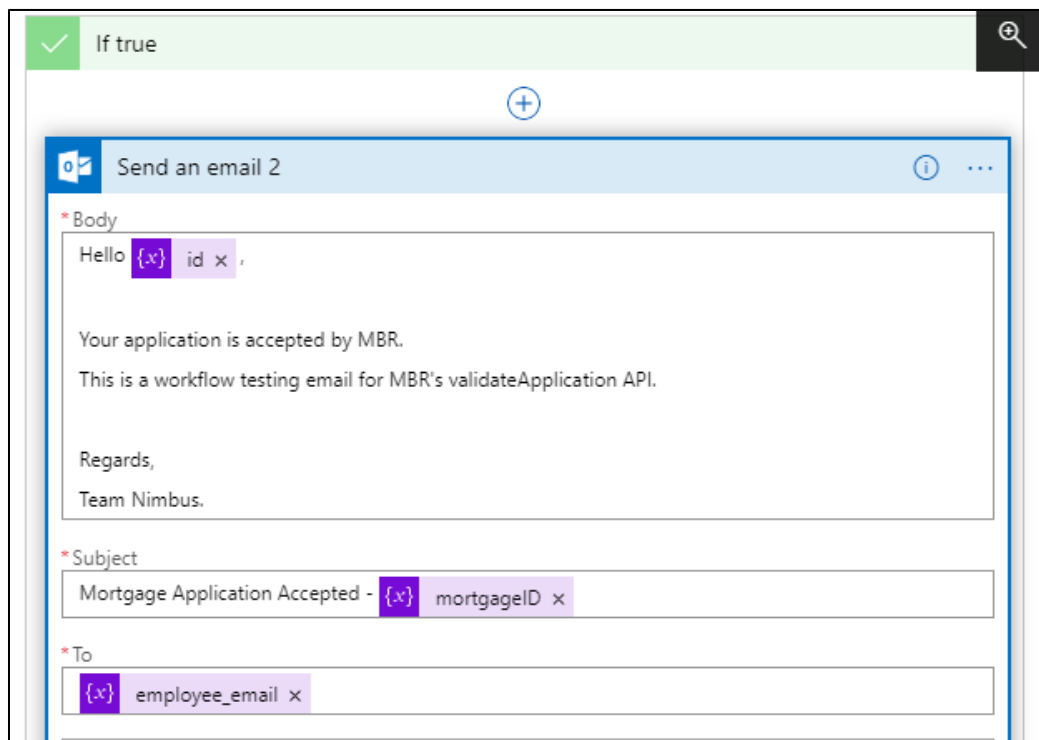 If true
Send an email 2
* Body
Hello {x} id × ,
Your application is accepted by MBR.
This is a workflow testing email for MBR's validateApplication API.
Regards,
Team Nimbus.
* Subject
Mortgage Application Accepted - {x} mortgageID ×
* To
{x} employee_email ×